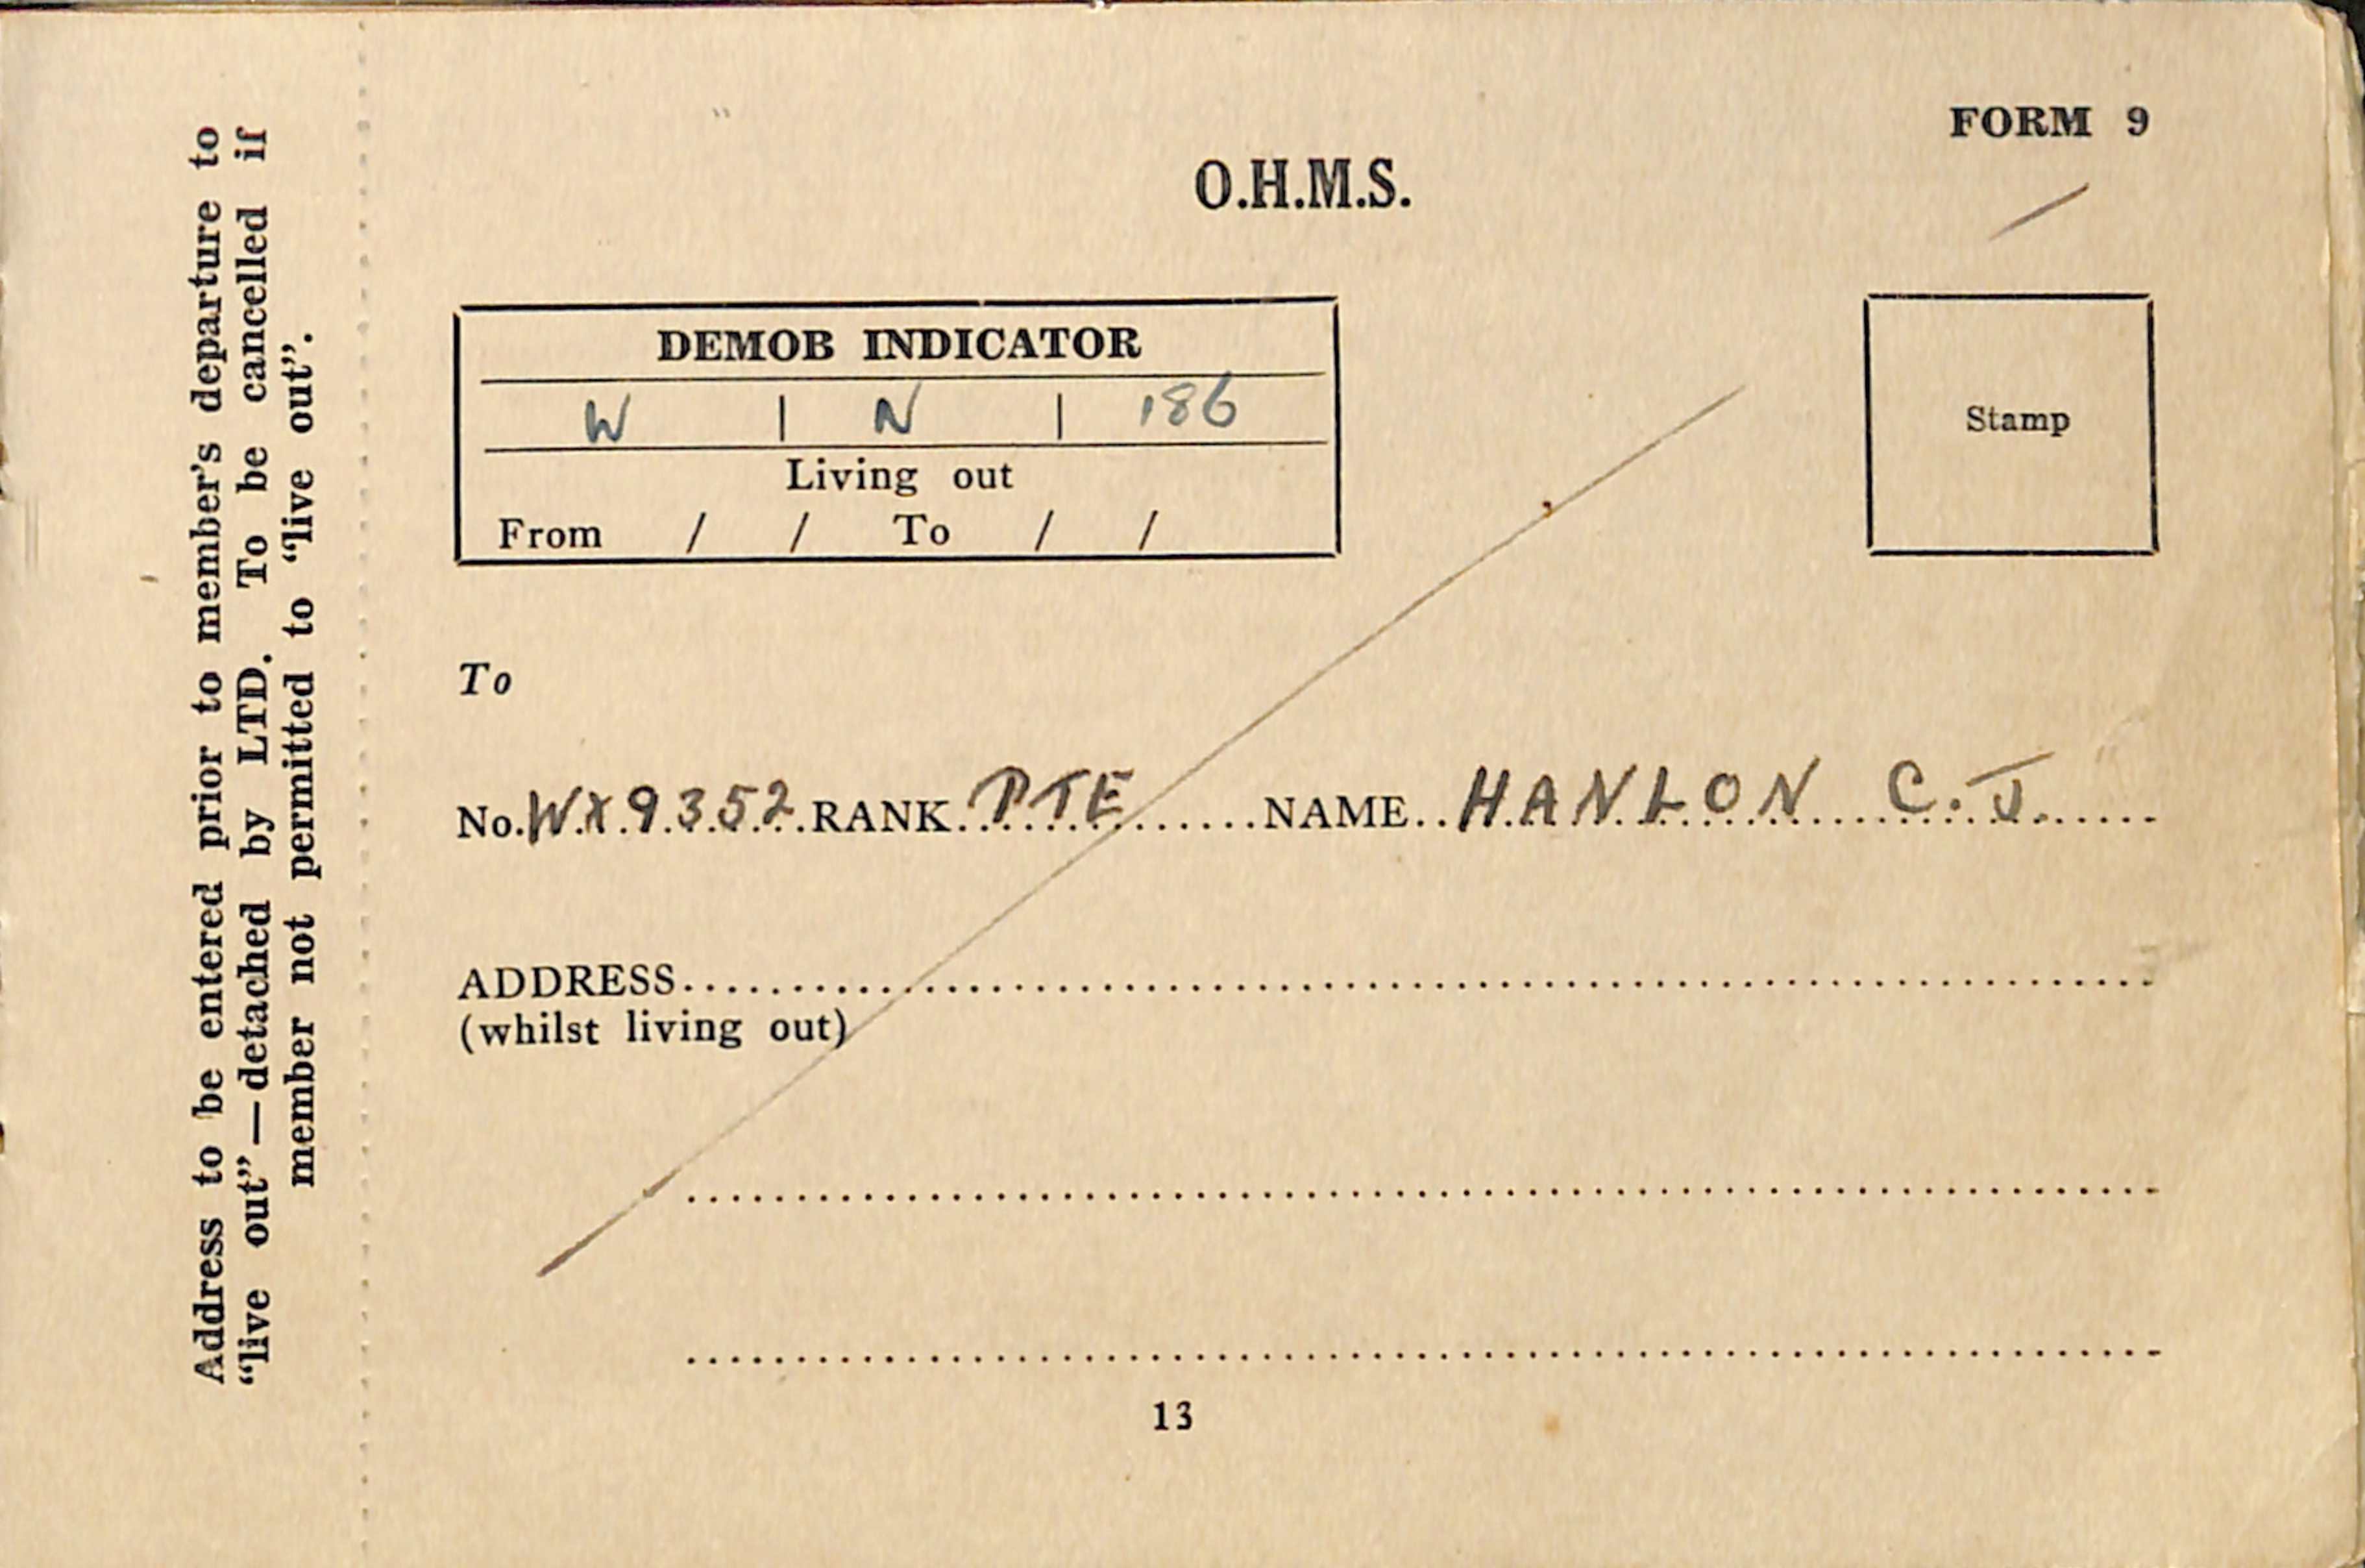 Address to be entered prior to member's departure to
“live out”—detached by LTD. To be cancelled if
member not permitted to “live out”.
FORM 9
O.H.M.S.
DEMOB INDICATOR
W | N | 186
Living out
From / / To / /
Stamp
To
No. WX9352 RANK PTE NAME HANLON C. J.
ADDRESS
(whilst living out)
13